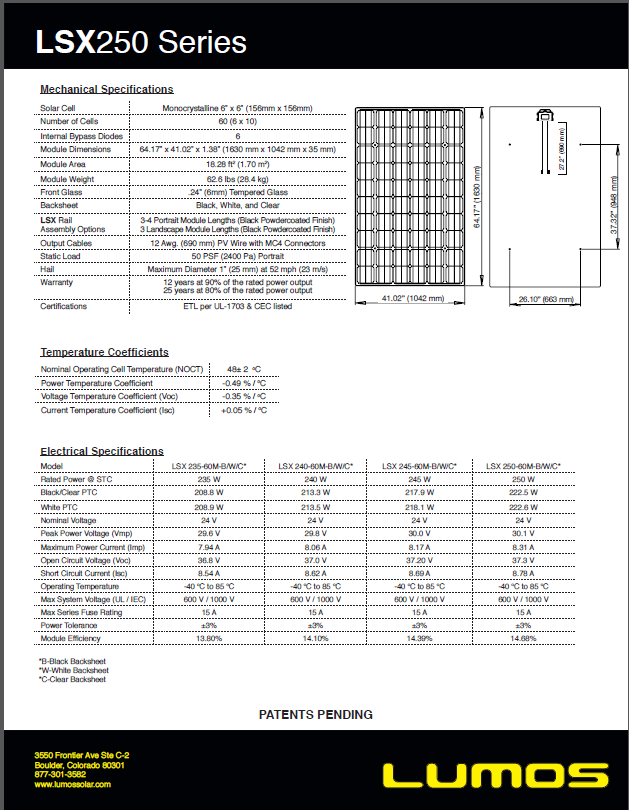 LSX250 Series
Mechanical Specifications
Solar Cell Monocrystalline 6" x 6" (156mm x 156mm)
Number of Cells 60 (6 x 10)
Internal Bypass Diodes 6
Module Dimensions 64.17" x 41.02" x 1.38" (1630 mm x 1042 mm x 35 mm)
Module Area 18.28 ft² (1.70 m²)
Module Weight 62.6 lbs (28.4 kg)
Front Glass .24" (6mm) Tempered Glass
Backsheet Black, White, and Clear
LSX Rail 3-4 Portrait Module Lengths (Black Powdercoated Finish)
Assembly Options 3 Landscape Module Lengths (Black Powdercoated Finish)
Output Cables 12 Awg. (690 mm) PV Wire with MC4 Connectors
Static Load 50 PSF (2400 Pa) Portrait
Hail Maximum Diameter 1" (25 mm) at 52 mph (23 m/s)
Warranty 12 years at 90% of the rated power output
25 years at 80% of the rated power output
Certifications ETL per UL-1703 & CEC listed
64.17" (1630 mm)
41.02" (1042 mm)
27.2" (690 mm)
37.32" (948 mm)
26.10" (663 mm)
Temperature Coefficients
Nominal Operating Cell Temperature (NOCT) 48± 2 ºC
Power Temperature Coefficient -0.49 % / ºC
Voltage Temperature Coefficient (Voc) -0.35 % / ºC
Current Temperature Coefficient (Isc) +0.05 % / ºC
Electrical Specifications
Model LSX 235-60M-B/W/C* LSX 240-60M-B/W/C* LSX 245-60M-B/W/C* LSX 250-60M-B/W/C*
Rated Power @ STC 235 W 240 W 245 W 250 W
Black/Clear PTC 208.8 W 213.3 W 217.9 W 222.5 W
White PTC 208.9 W 213.5 W 218.1 W 222.6 W
Nominal Voltage 24 V 24 V 24 V 24 V
Peak Power Voltage (Vmp) 29.6 V 29.8 V 30.0 V 30.1 V
Maximum Power Current (Imp) 7.94 A 8.06 A 8.17 A 8.31 A
Open Circuit Voltage (Voc) 36.8 V 37.0 V 37.20 V 37.3 V
Short Circuit Current (Isc) 8.54 A 8.62 A 8.69 A 8.78 A
Operating Temperature -40 ºC to 85 ºC -40 ºC to 85 ºC -40 ºC to 85 ºC -40 ºC to 85 ºC
Max System Voltage (UL / IEC) 600 V / 1000 V 600 V / 1000 V 600 V / 1000 V 600 V / 1000 V
Max Series Fuse Rating 15 A 15 A 15 A 15 A
Power Tolerance ±3% ±3% ±3% ±3%
Module Efficiency 13.80% 14.10% 14.39% 14.68%
*B-Black Backsheet
*W-White Backsheet
*C-Clear Backsheet
PATENTS PENDING
3550 Frontier Ave Ste C-2
Boulder, Colorado 80301
877-301-3582
www.lumossolar.com
LUMOS